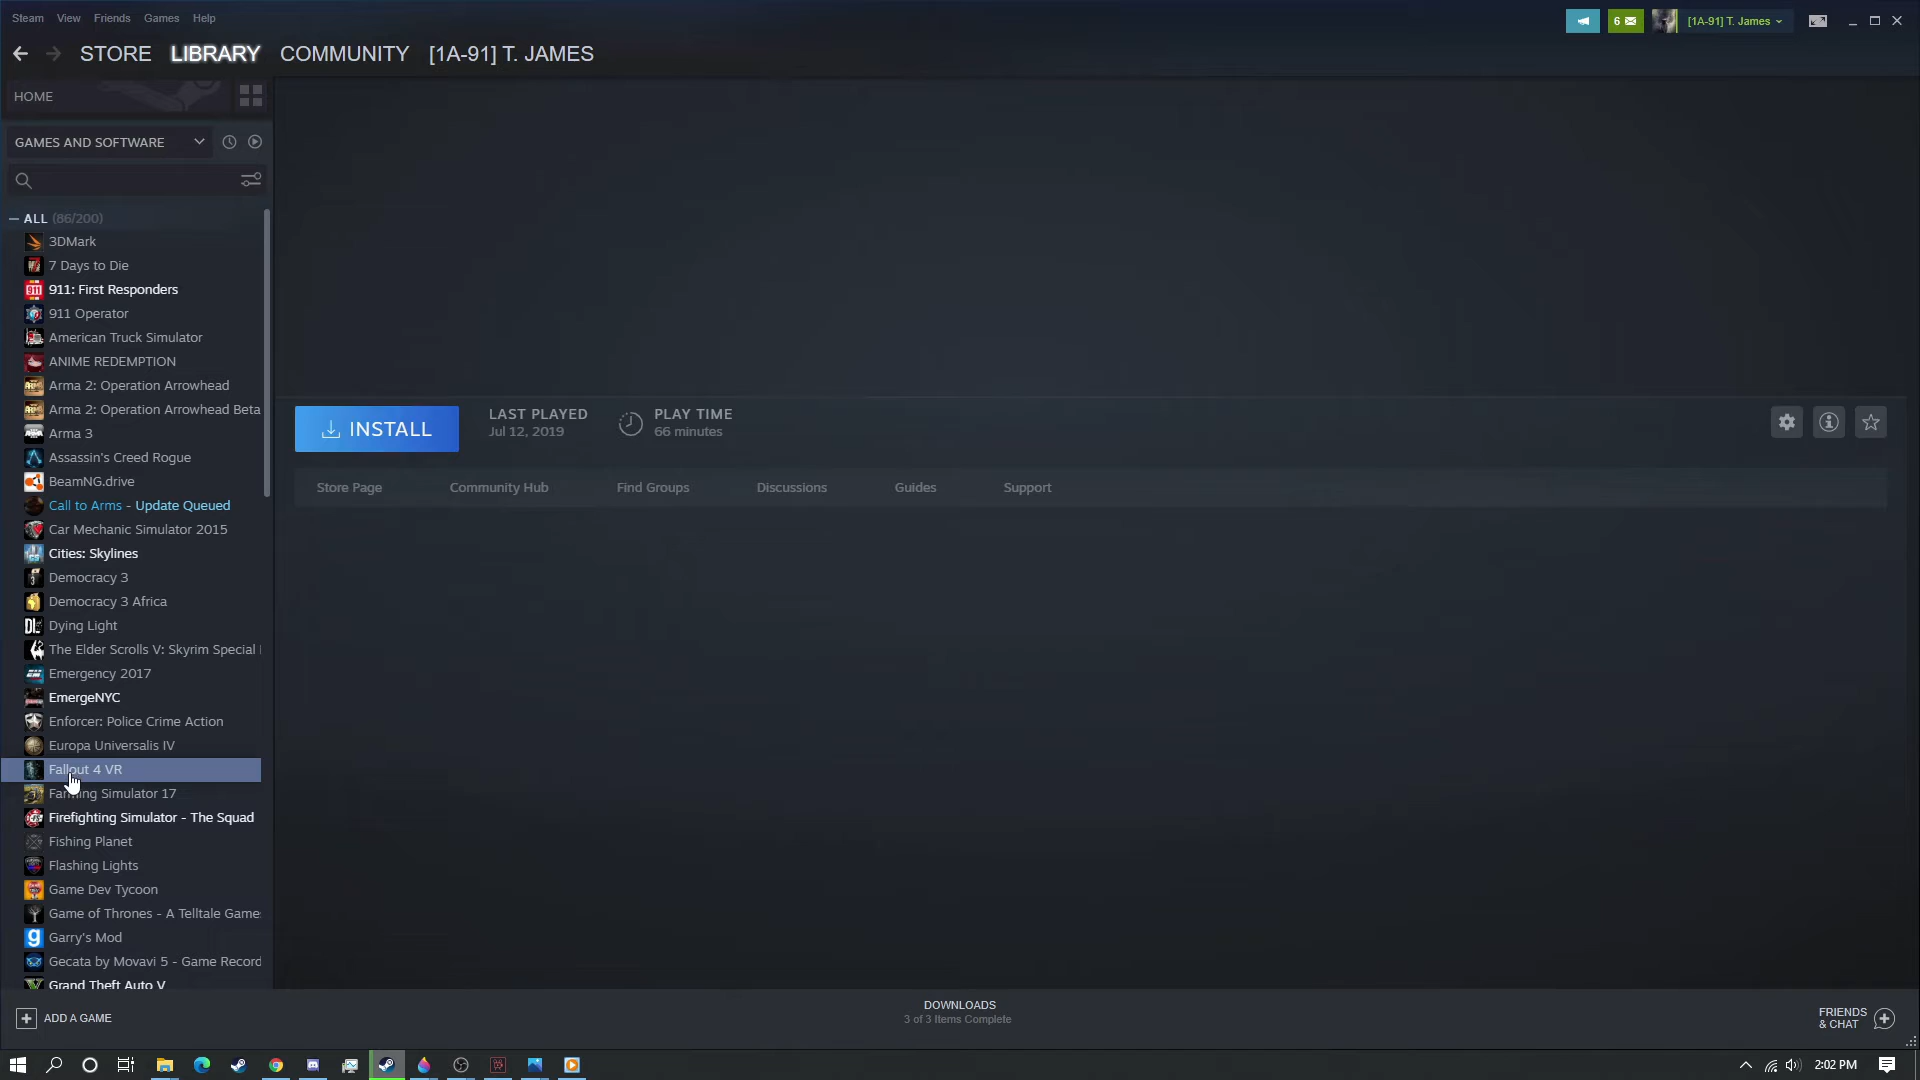 Steam View Friends Games Help
6
[1A-91] T. James
STORE LIBRARY COMMUNITY [1A-91] T. JAMES
HOME
GAMES AND SOFTWARE
ALL (86/200)
3DMark
7 Days to Die
911: First Responders
911 Operator
American Truck Simulator
ANIME REDEMPTION
Arma 2: Operation Arrowhead
Arma 2: Operation Arrowhead Beta
Arma 3
Assassin's Creed Rogue
BeamNG.drive
Call to Arms - Update Queued
Car Mechanic Simulator 2015
Cities: Skylines
Democracy 3
Democracy 3 Africa
Dying Light
The Elder Scrolls V: Skyrim Special
Emergency 2017
EmergeNYC
Enforcer: Police Crime Action
Europa Universalis IV
Fallout 4 VR
Farming Simulator 17
Firefighting Simulator - The Squad
Fishing Planet
Flashing Lights
Game Dev Tycoon
Game of Thrones - A Telltale Game
Garry's Mod
Gecata by Movavi 5 - Game Record
Grand Theft Auto V
INSTALL
LAST PLAYED
Jul 12, 2019
PLAY TIME
66 minutes
Store Page Community Hub Find Groups Discussions Guides Support
ADD A GAME
DOWNLOADS
3 of 3 Items Complete
FRIENDS
& CHAT
2:02 PM